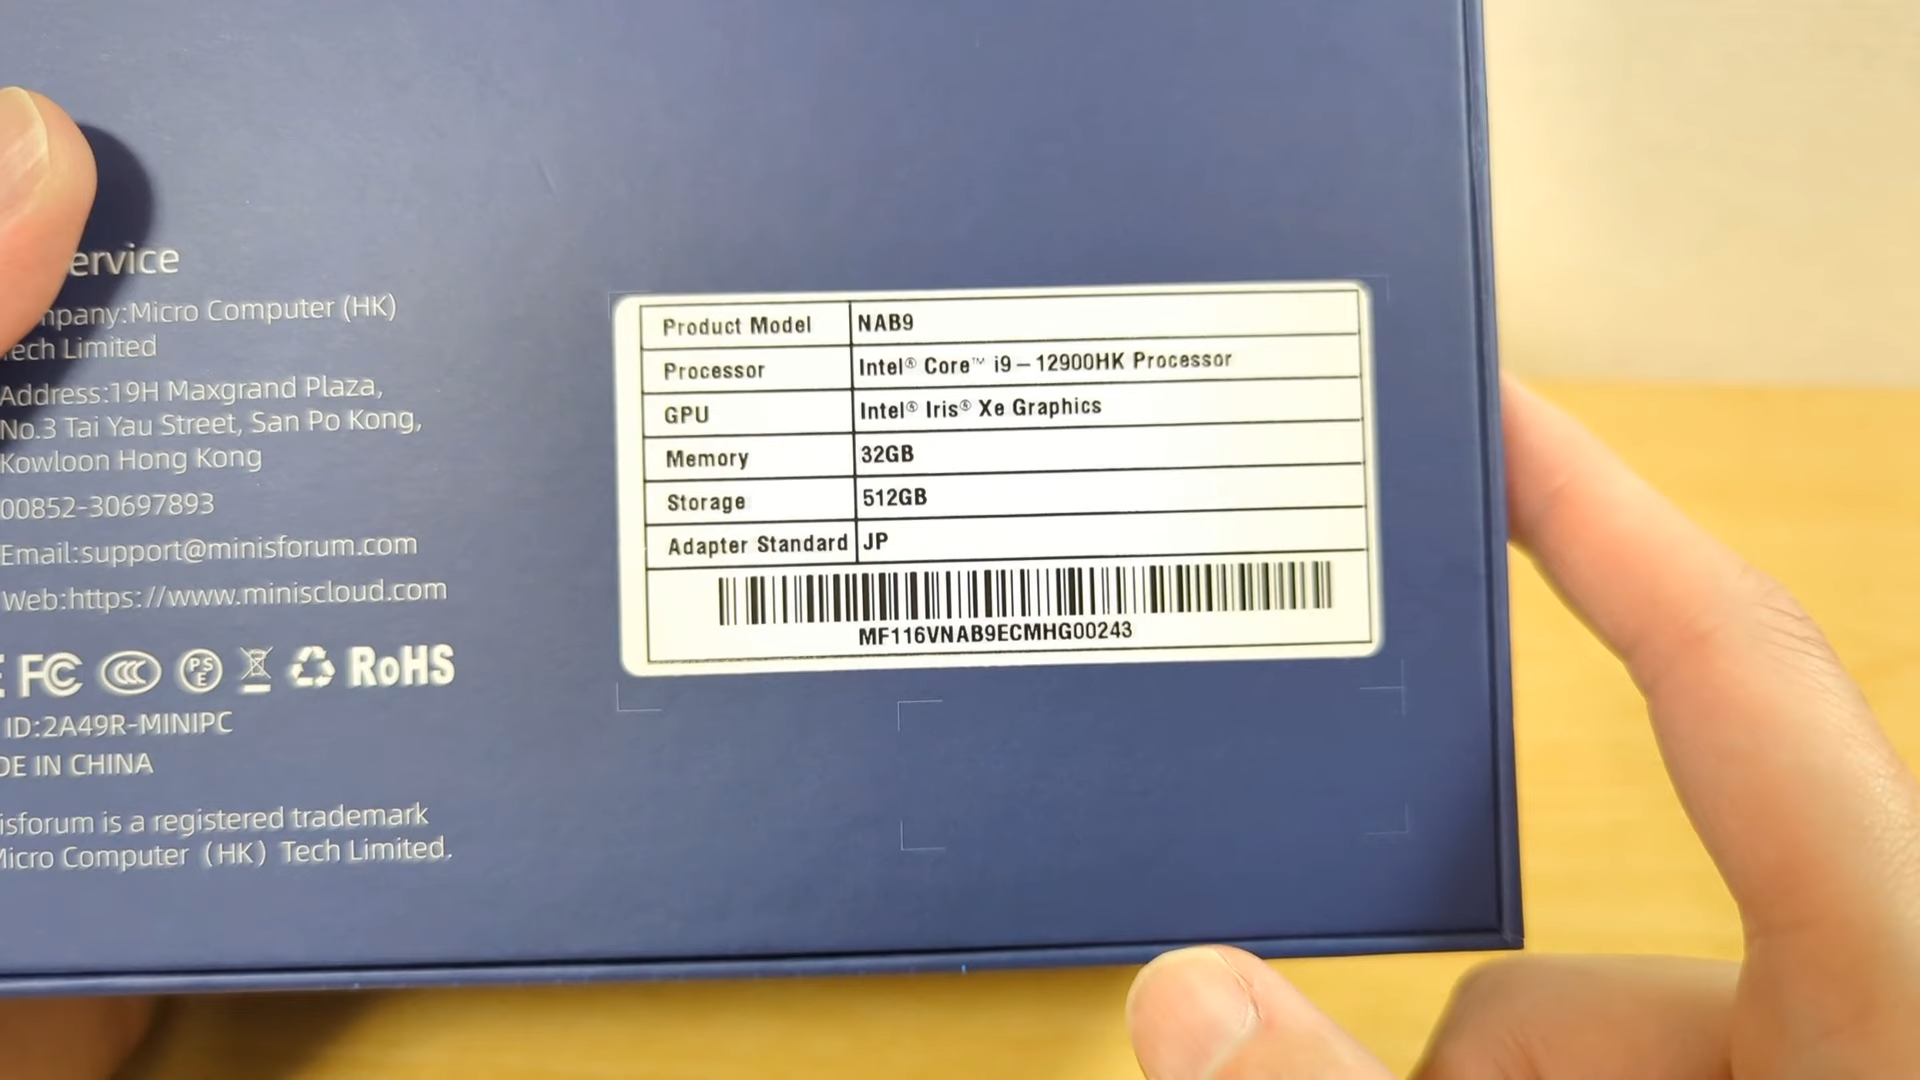 ervice
mpany:Micro Computer (HK)
Tech Limited
Address:19H Maxgrand Plaza,
No.3 Tai Yau Street, San Po Kong,
Kowloon Hong Kong
00852-30697893
Email:support@minisforum.com
Web:https://www.miniscloud.com
FC CCC PSE RoHS
ID:2A49R-MINIPC
DE IN CHINA
isforum is a registered trademark
Micro Computer (HK) Tech Limited.
Product Model NAB9
Processor Intel® Core™ i9-12900HK Processor
GPU Intel® Iris® Xe Graphics
Memory 32GB
Storage 512GB
Adapter Standard JP
MF116VNAB9ECMHG00243